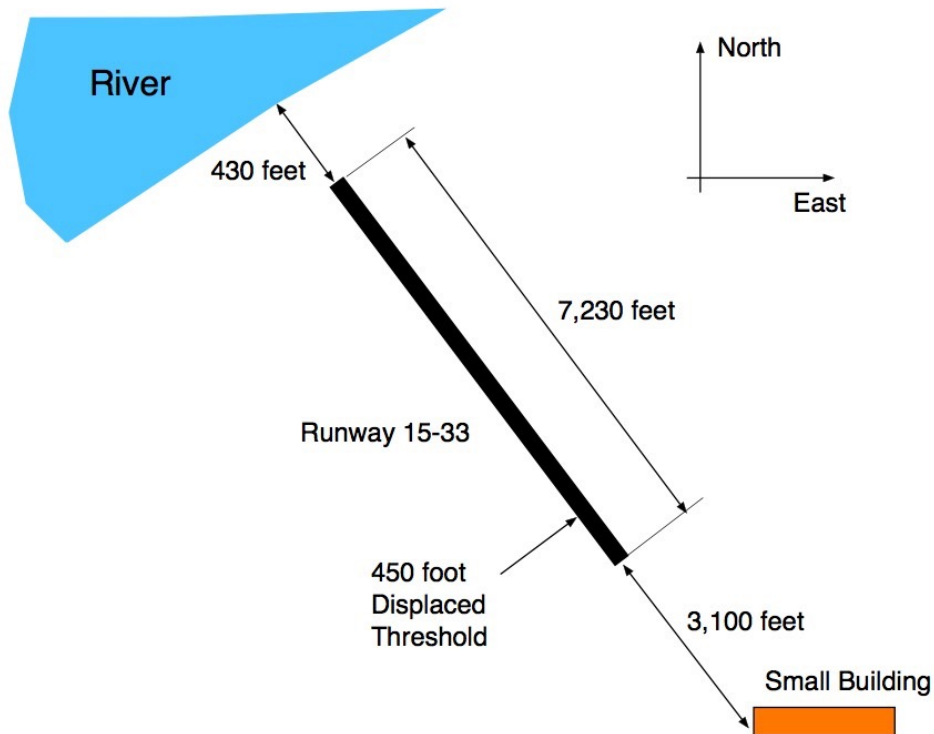 River
North
East
430 feet
7,230 feet
Runway 15-33
450 foot
Displaced
Threshold
3,100 feet
Small Building